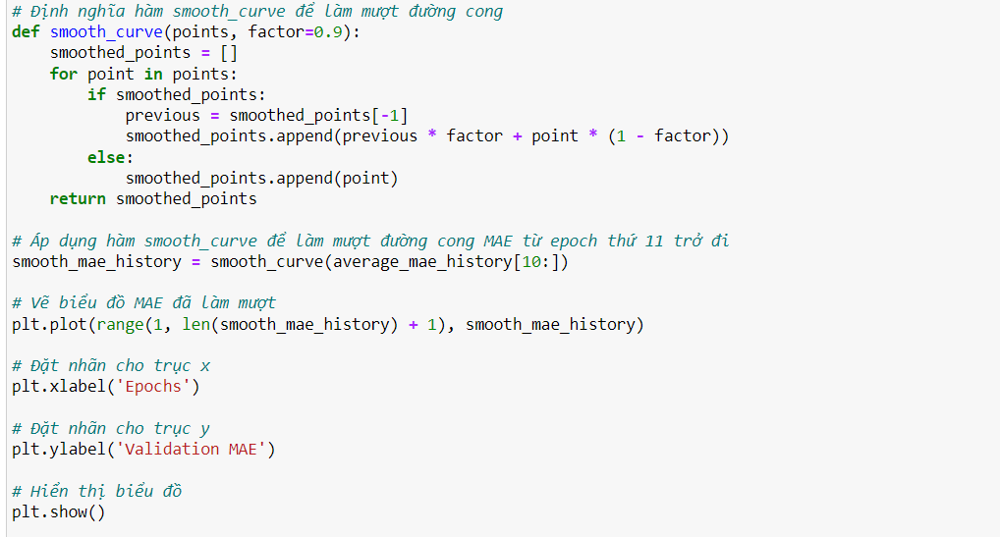 # Định nghĩa hàm smooth_curve để làm mượt đường cong
def smooth_curve(points, factor=0.9):
    smoothed_points = []
    for point in points:
        if smoothed_points:
            previous = smoothed_points[-1]
            smoothed_points.append(previous * factor + point * (1 - factor))
        else:
            smoothed_points.append(point)
    return smoothed_points

# Áp dụng hàm smooth_curve để làm mượt đường cong MAE từ epoch thứ 11 trở đi
smooth_mae_history = smooth_curve(average_mae_history[10:])

# Vẽ biểu đồ MAE đã làm mượt
plt.plot(range(1, len(smooth_mae_history) + 1), smooth_mae_history)

# Đặt nhãn cho trục x
plt.xlabel('Epochs')

# Đặt nhãn cho trục y
plt.ylabel('Validation MAE')

# Hiển thị biểu đồ
plt.show()